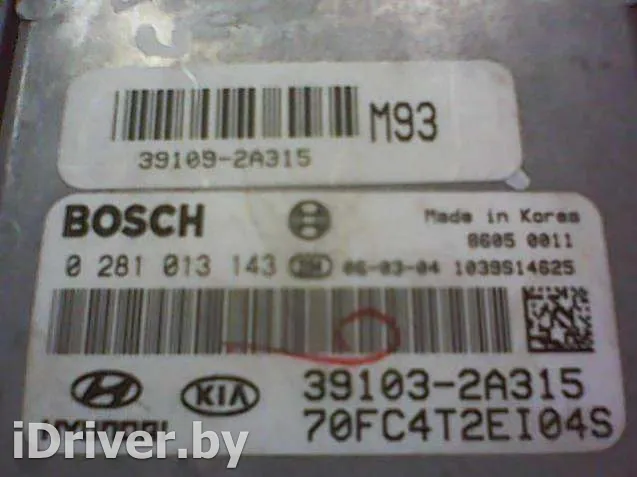 M93
39109-2A315
BOSCH
Made in Korea
8605 0011
0 281 013 143 06-03-04 1039S14625
KIA 39103-2A315
HYUNDAI 70FC4T2EI04S
iDriver.by